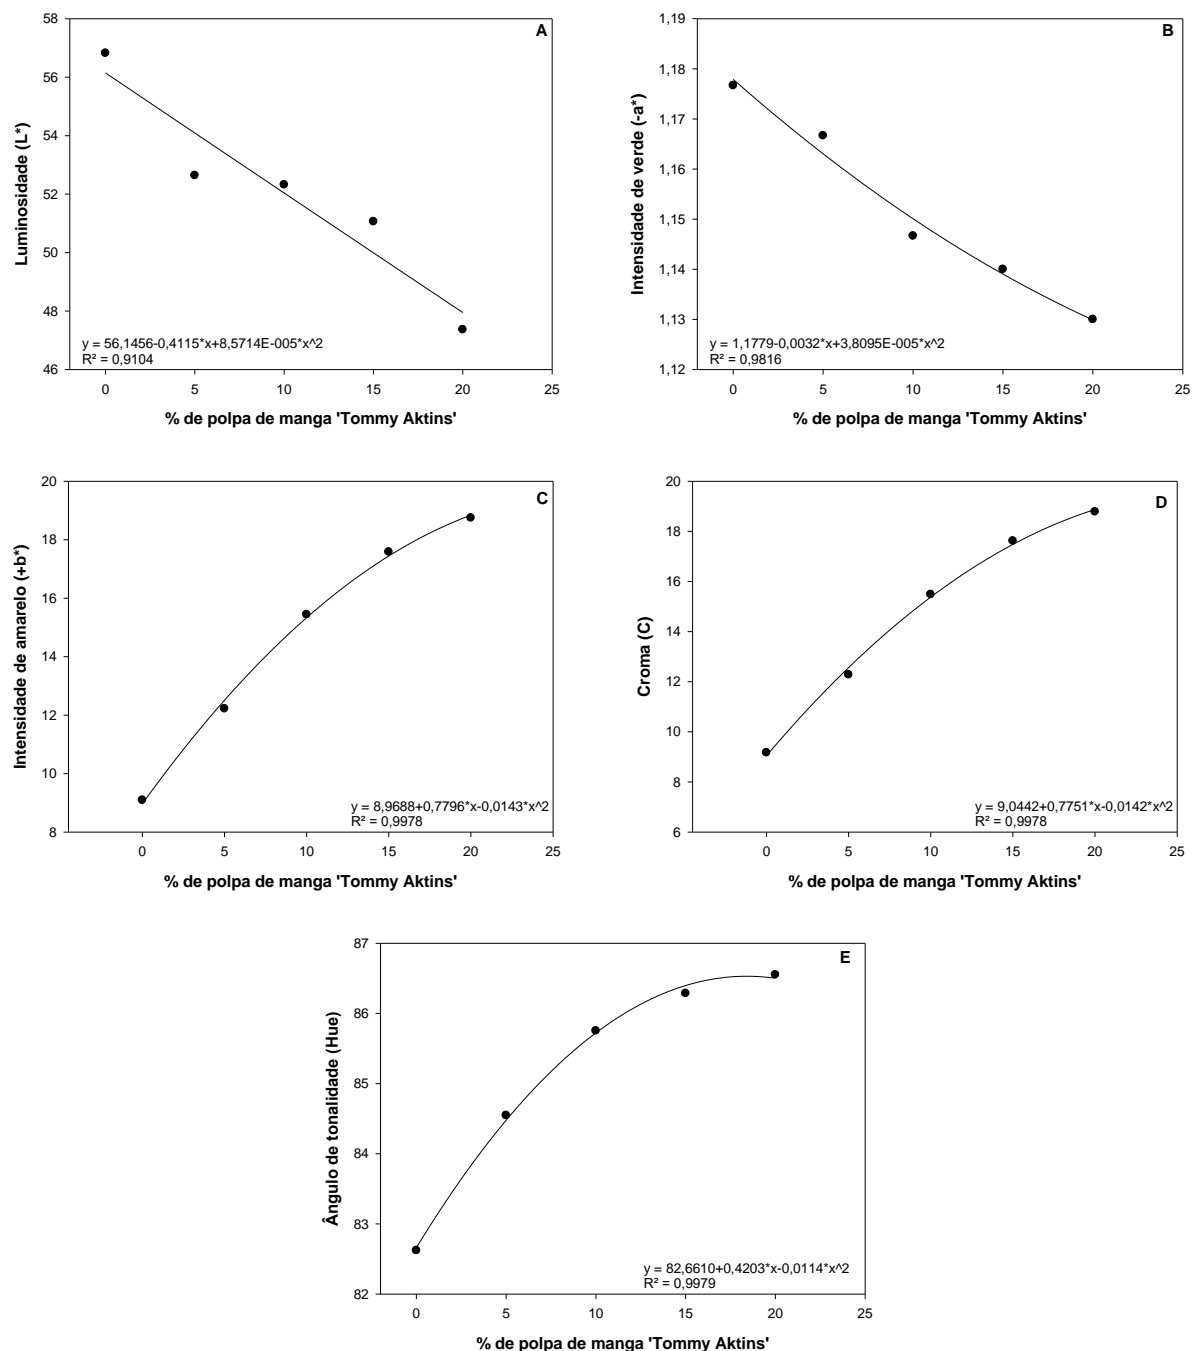 A
Luminosidade (L*)
58
56
54
52
50
48
46
y = 56,1456-0,4115*x+8,5714E-005*x^2
R² = 0,9104
0 5 10 15 20 25
% de polpa de manga 'Tommy Aktins'
B
Intensidade de verde (-a*)
1,19
1,18
1,17
1,16
1,15
1,14
1,13
1,12
y = 1,1779-0,0032*x+3,8095E-005*x^2
R² = 0,9816
0 5 10 15 20 25
% de polpa de manga 'Tommy Aktins'
C
Intensidade de amarelo (+b*)
20
18
16
14
12
10
8
y = 8,9688+0,7796*x-0,0143*x^2
R² = 0,9978
0 5 10 15 20 25
% de polpa de manga 'Tommy Aktins'
D
Croma (C)
20
18
16
14
12
10
8
6
y = 9,0442+0,7751*x-0,0142*x^2
R² = 0,9978
0 5 10 15 20 25
% de polpa de manga 'Tommy Aktins'
E
Ângulo de tonalidade (Hue)
87
86
85
84
83
82
y = 82,6610+0,4203*x-0,0114*x^2
R² = 0,9979
0 5 10 15 20 25
% de polpa de manga 'Tommy Aktins'